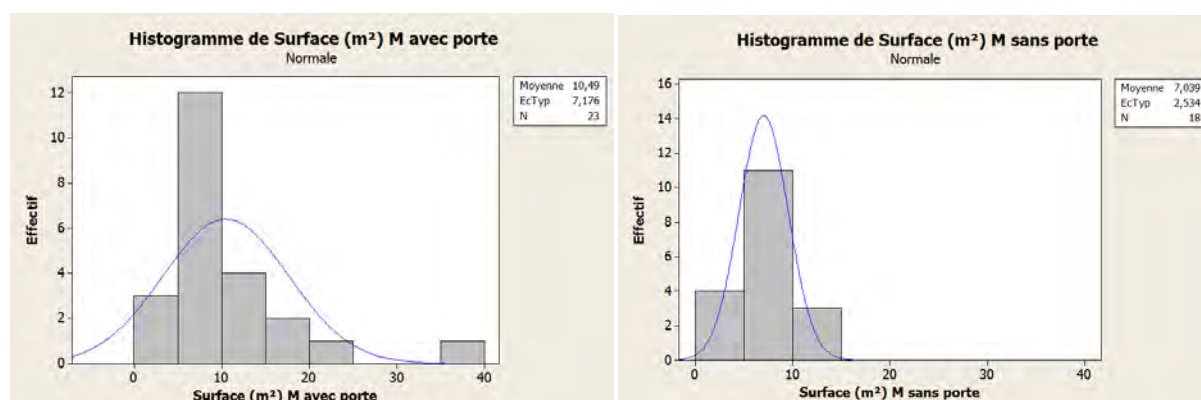 Histogramme de Surface (m²) M avec porte
Normale
Moyenne 10,49
EcTyp 7,176
N 23
12
10
8
6
4
2
0
Effectif
0 10 20 30 40
Surface (m²) M avec porte
Histogramme de Surface (m²) M sans porte
Normale
Moyenne 7,039
EcTyp 2,534
N 18
16
14
12
10
8
6
4
2
0
Effectif
0 10 20 30 40
Surface (m²) M sans porte